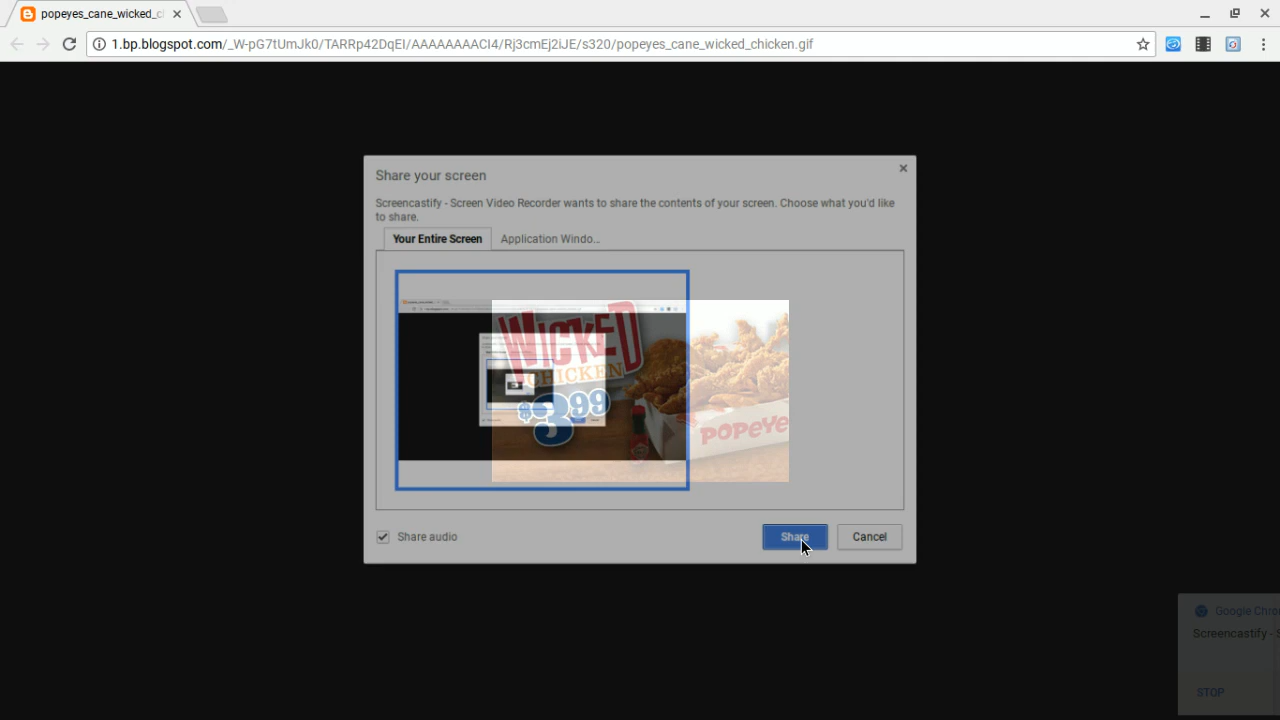 popeyes_cane_wicked_c
1.bp.blogspot.com/_W-pG7tUmJk0/TARRp42DqEI/AAAAAAAACI4/Rj3cmEj2iJE/s320/popeyes_cane_wicked_chicken.gif
Share your screen
Screencastify - Screen Video Recorder wants to share the contents of your screen. Choose what you'd like
to share.
Your Entire Screen
Application Windo...
WICKED
CHICKEN
$3.99
POPEYE
Share audio
Share
Cancel
Google Chro
Screencastify - S
STOP